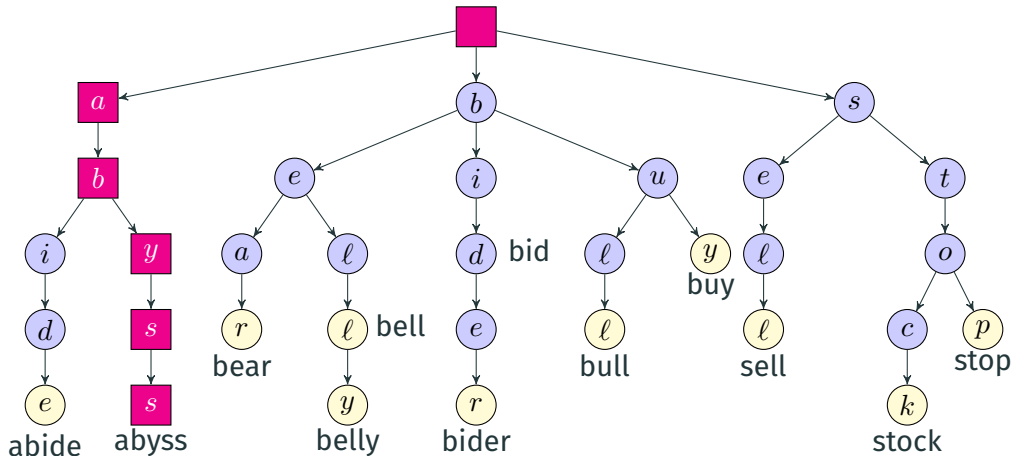 a b s
b e i u e t
i y a ℓ d bid ℓ y buy ℓ o
d s r bear ℓ bell e ℓ bull ℓ sell c p stop
e abide s abyss y belly r bider k stock